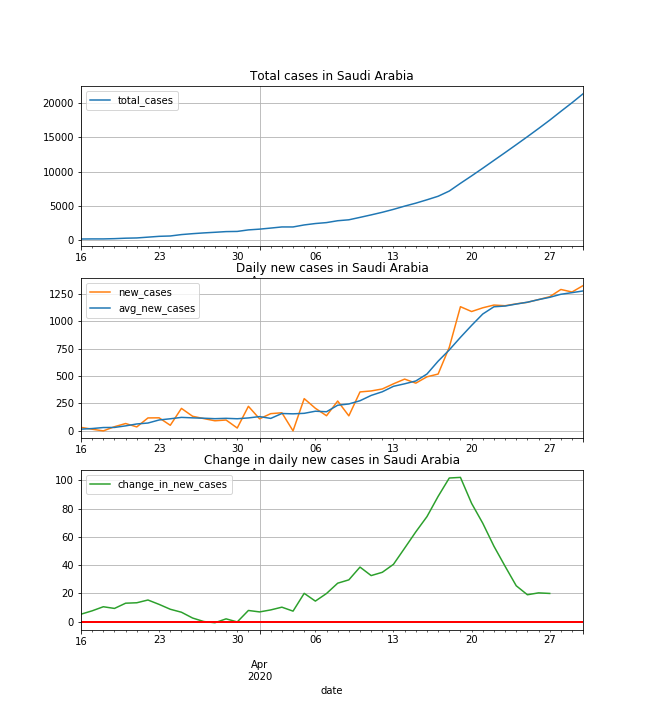 Total cases in Saudi Arabia
total_cases
20000
15000
10000
5000
0
16 23 30 06 13 20 27
Daily new cases in Saudi Arabia
new_cases
avg_new_cases
1250
1000
750
500
250
0
16 23 30 06 13 20 27
Change in daily new cases in Saudi Arabia
change_in_new_cases
100
80
60
40
20
0
16 23 30 06 13 20 27
Apr
2020
date